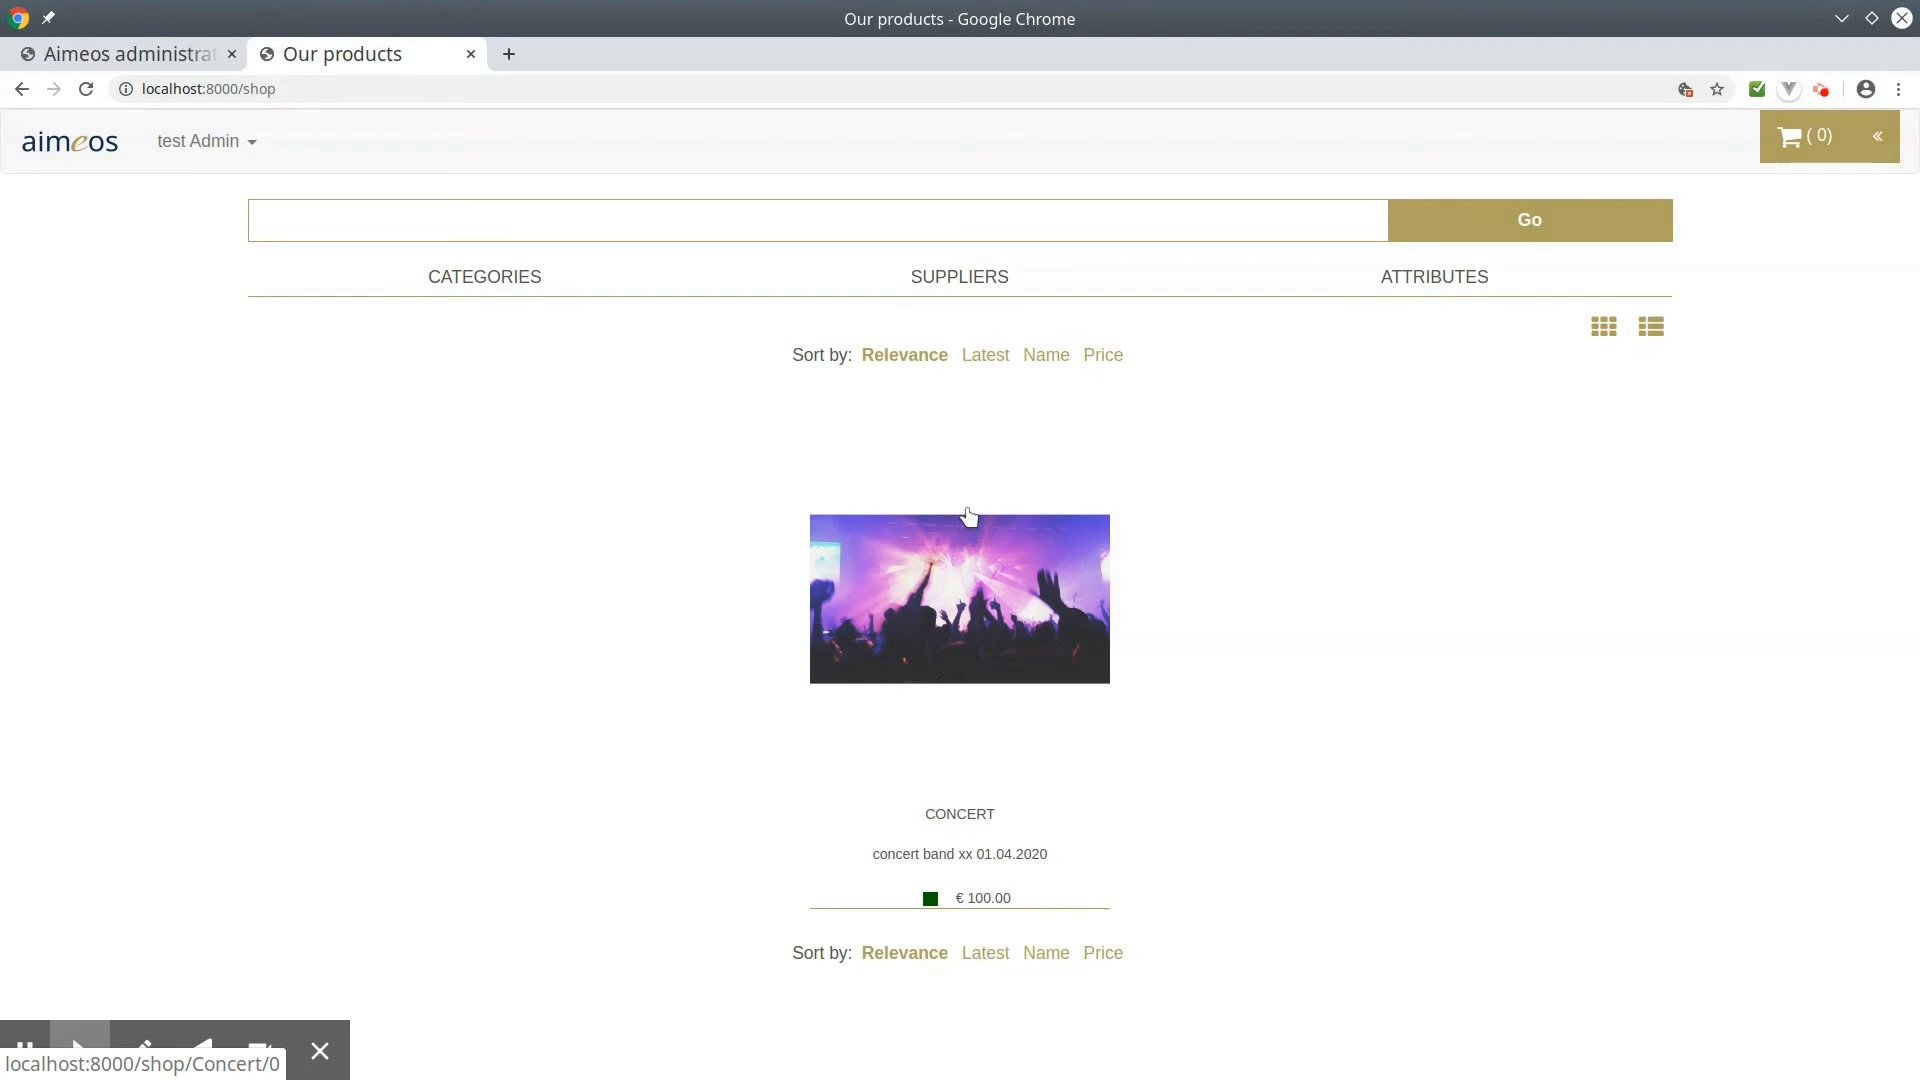 Our products - Google Chrome
Aimeos administrat
Our products
localhost:8000/shop
aimeos
test Admin
( 0)
«
Go
CATEGORIES SUPPLIERS ATTRIBUTES
Sort by: Relevance Latest Name Price
CONCERT
concert band xx 01.04.2020
€ 100.00
Sort by: Relevance Latest Name Price
localhost:8000/shop/Concert/0